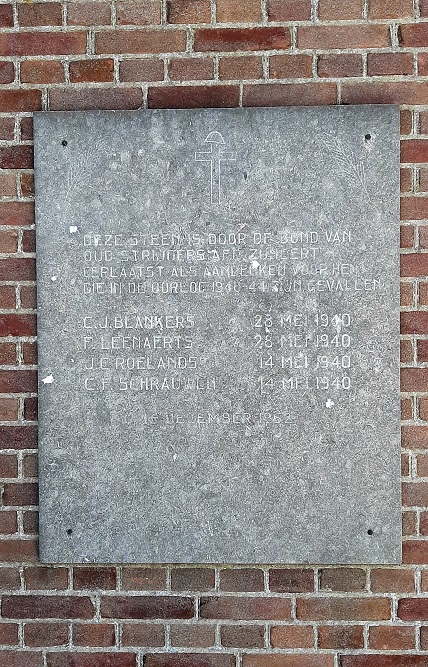 DEZE STEEN IS DOOR DE BOND VAN
OUD STRIJDERS AFD. ZUNDERT
GEPLAATST ALS AANDENKEN VOOR HEN
DIE IN DE OORLOG 1940-44 ZIJN GEVALLEN
C.J. BLANKERS . . . 28 MEI 1940
F. LEENAERTS 28 MEI 1940
J.E. ROELANDS 14 MEI 1940
C.F. SCHRAUWEN 14 MEI 1940
DECEMBER 1962